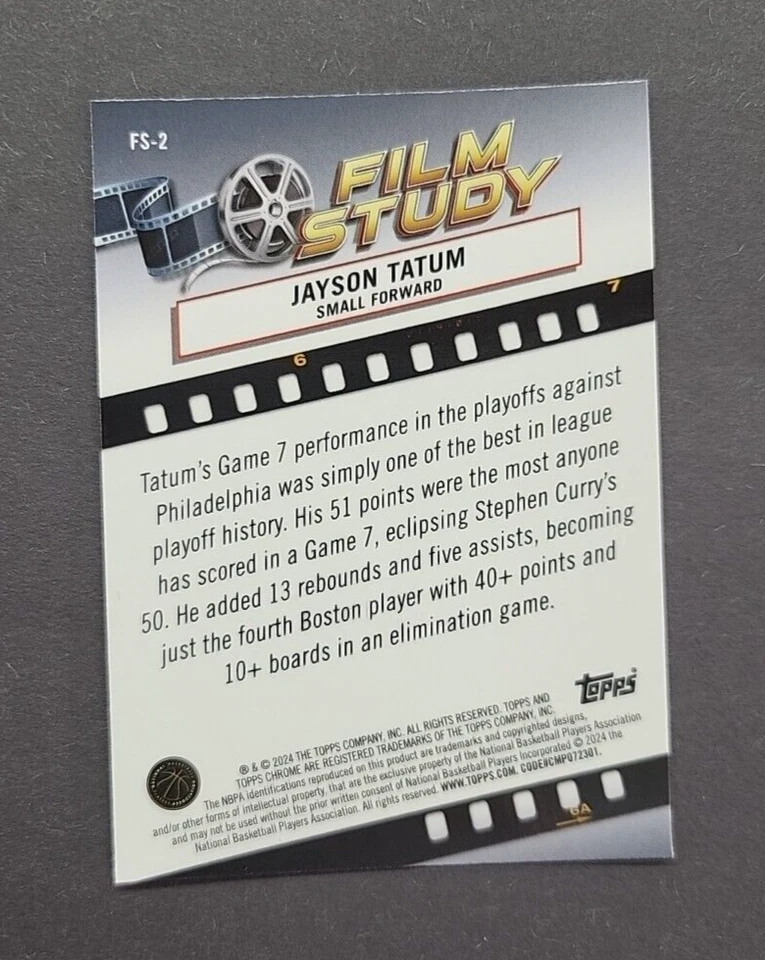 FS-2
FILM
STUDY
JAYSON TATUM
SMALL FORWARD
7
6
Tatum's Game 7 performance in the playoffs against
Philadelphia was simply one of the best in league
playoff history. His 51 points were the most anyone
has scored in a Game 7, eclipsing Stephen Curry's
50. He added 13 rebounds and five assists, becoming
just the fourth Boston player with 40+ points and
10+ boards in an elimination game.
TOPPS
® & © 2024 THE TOPPS COMPANY, INC. ALL RIGHTS RESERVED. TOPPS AND
TOPPS CHROME ARE REGISTERED TRADEMARKS OF THE TOPPS COMPANY, INC.
The NBPA identifications reproduced on this product are trademarks and copyrighted designs,
and/or other forms of intellectual property, that are the exclusive property of the National Basketball Players Association
and may not be used without the prior written consent of National Basketball Players Incorporated © 2024 the
National Basketball Players Association. All rights reserved. WWW.TOPPS.COM. CODE#CMP072301.
6A